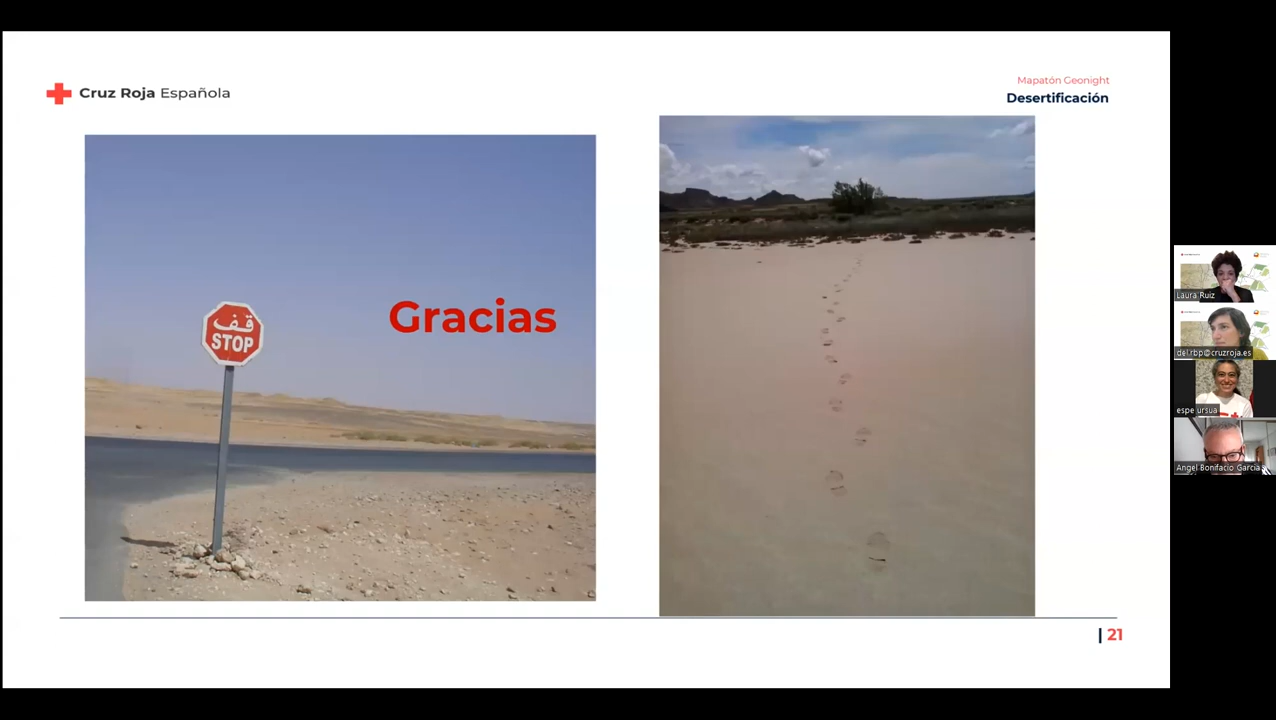 Cruz Roja Española
Mapatón Geonight
Desertificación
قف
STOP
Gracias
| 21
Laura Ruiz
del.rbp@cruzroja.es
espe ursua
Angel Bonifacio Garcia